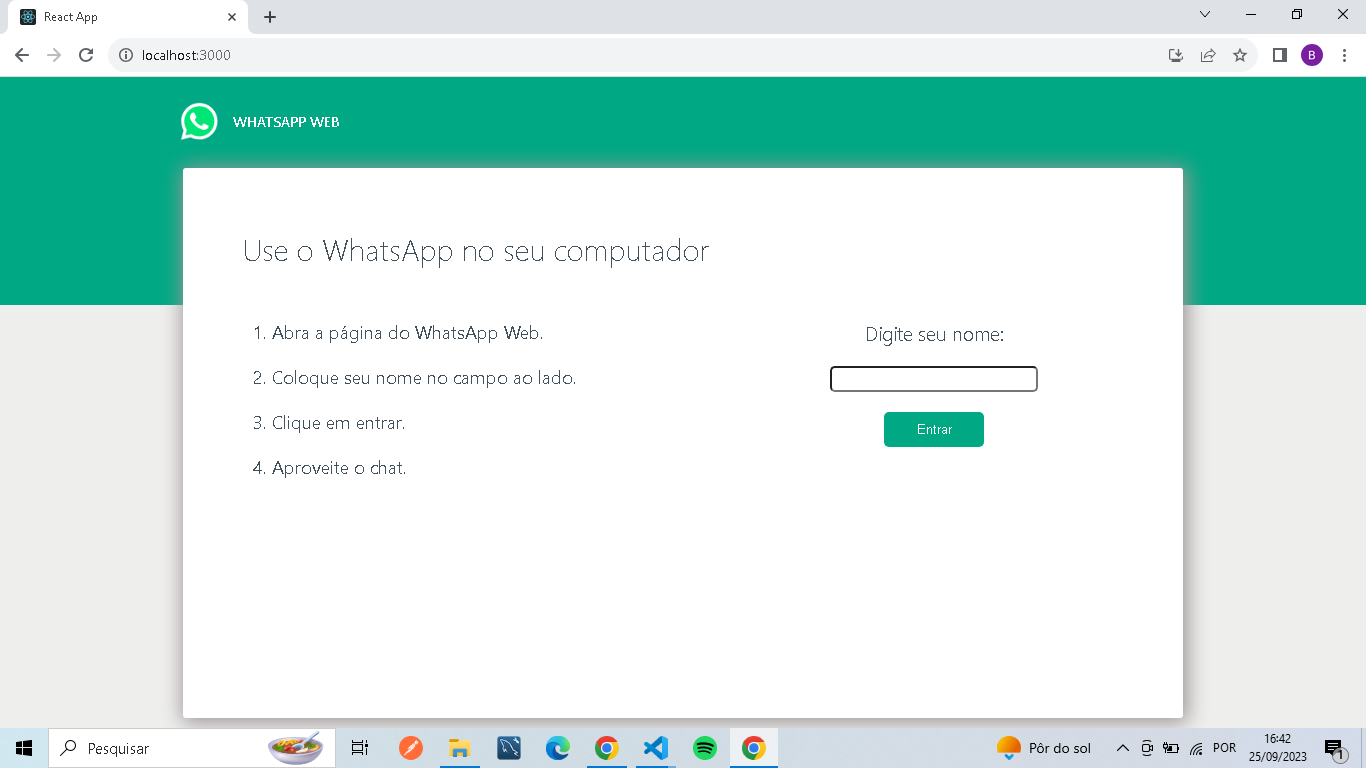 React App
localhost:3000
B
WHATSAPP WEB
Use o WhatsApp no seu computador
1. Abra a página do WhatsApp Web.
2. Coloque seu nome no campo ao lado.
3. Clique em entrar.
4. Aproveite o chat.
Digite seu nome:
Entrar
Pesquisar
Pôr do sol
POR
16:42
25/09/2023
1